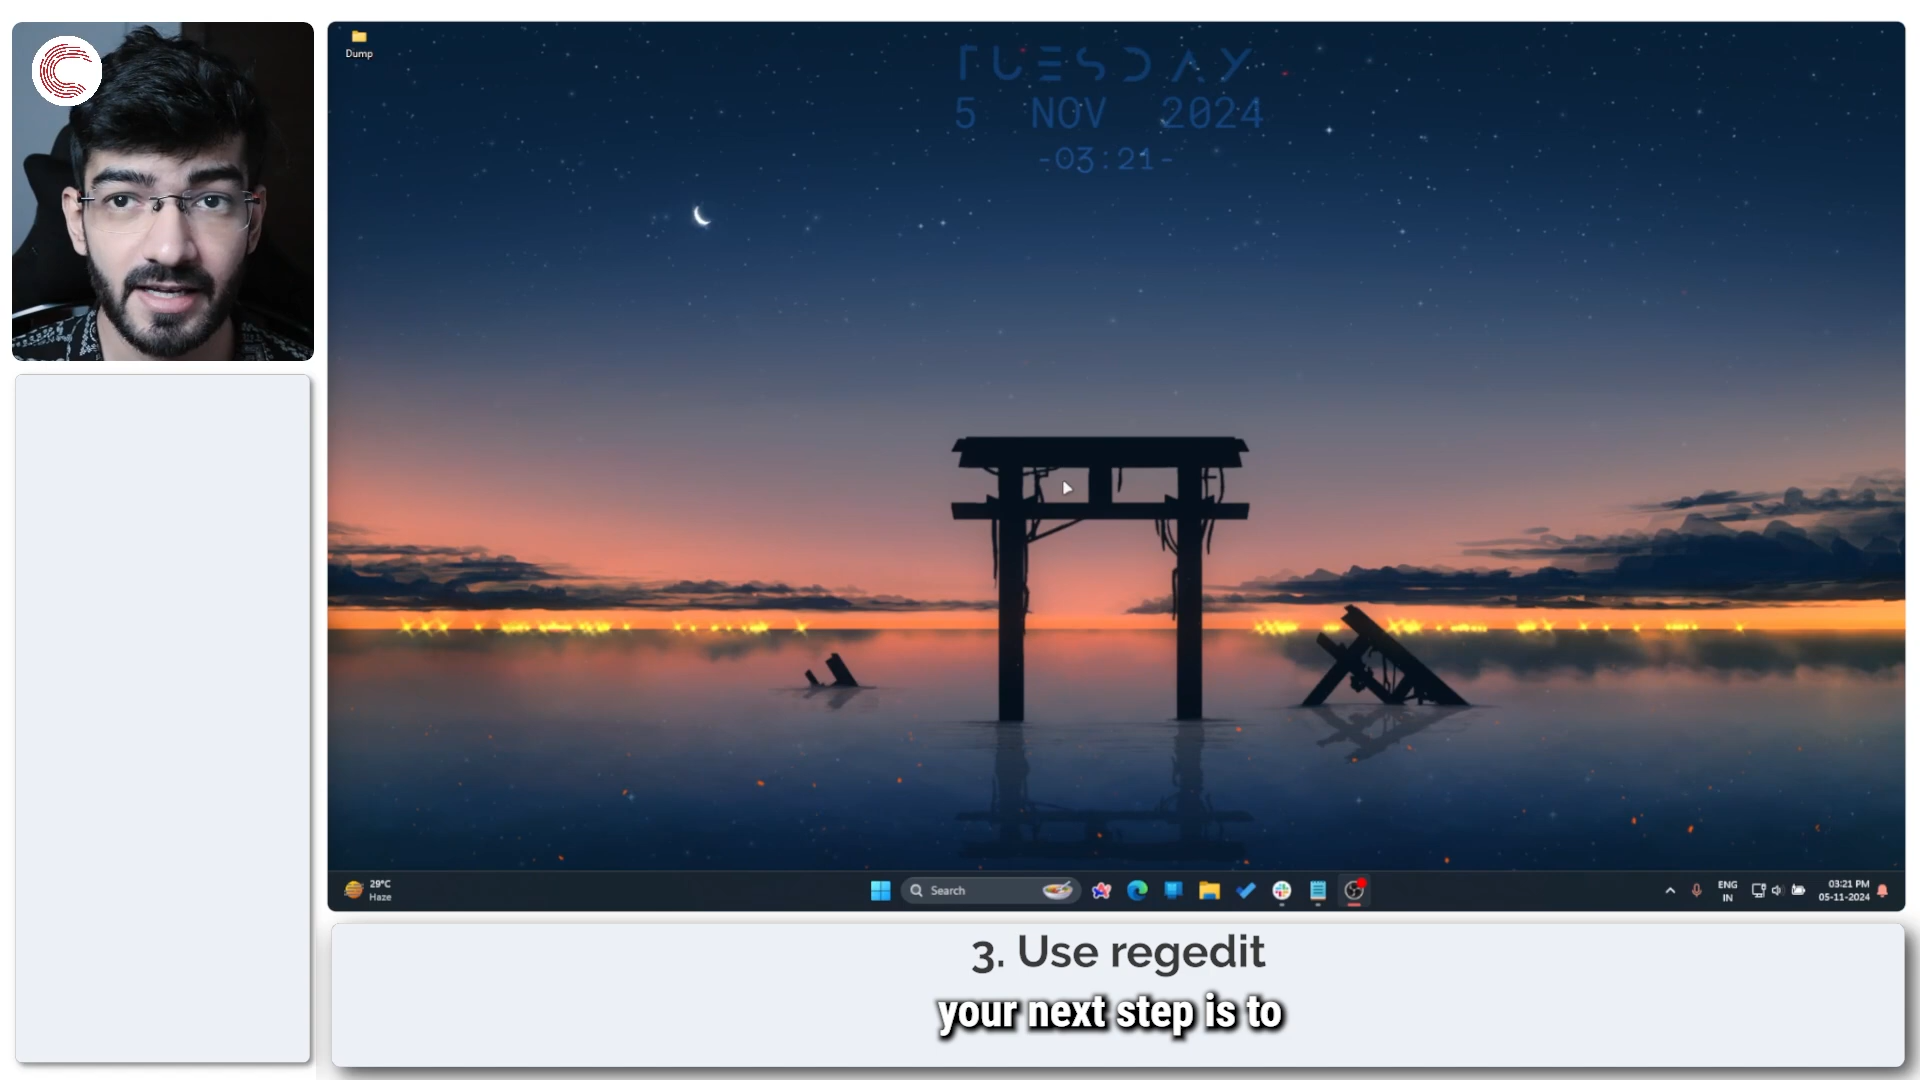 Dump
TUESDAY
5 NOV 2024
-03:21-
29°C
Haze
Search
ENG
IN
03:21 PM
05-11-2024
3. Use regedit
your next step is to